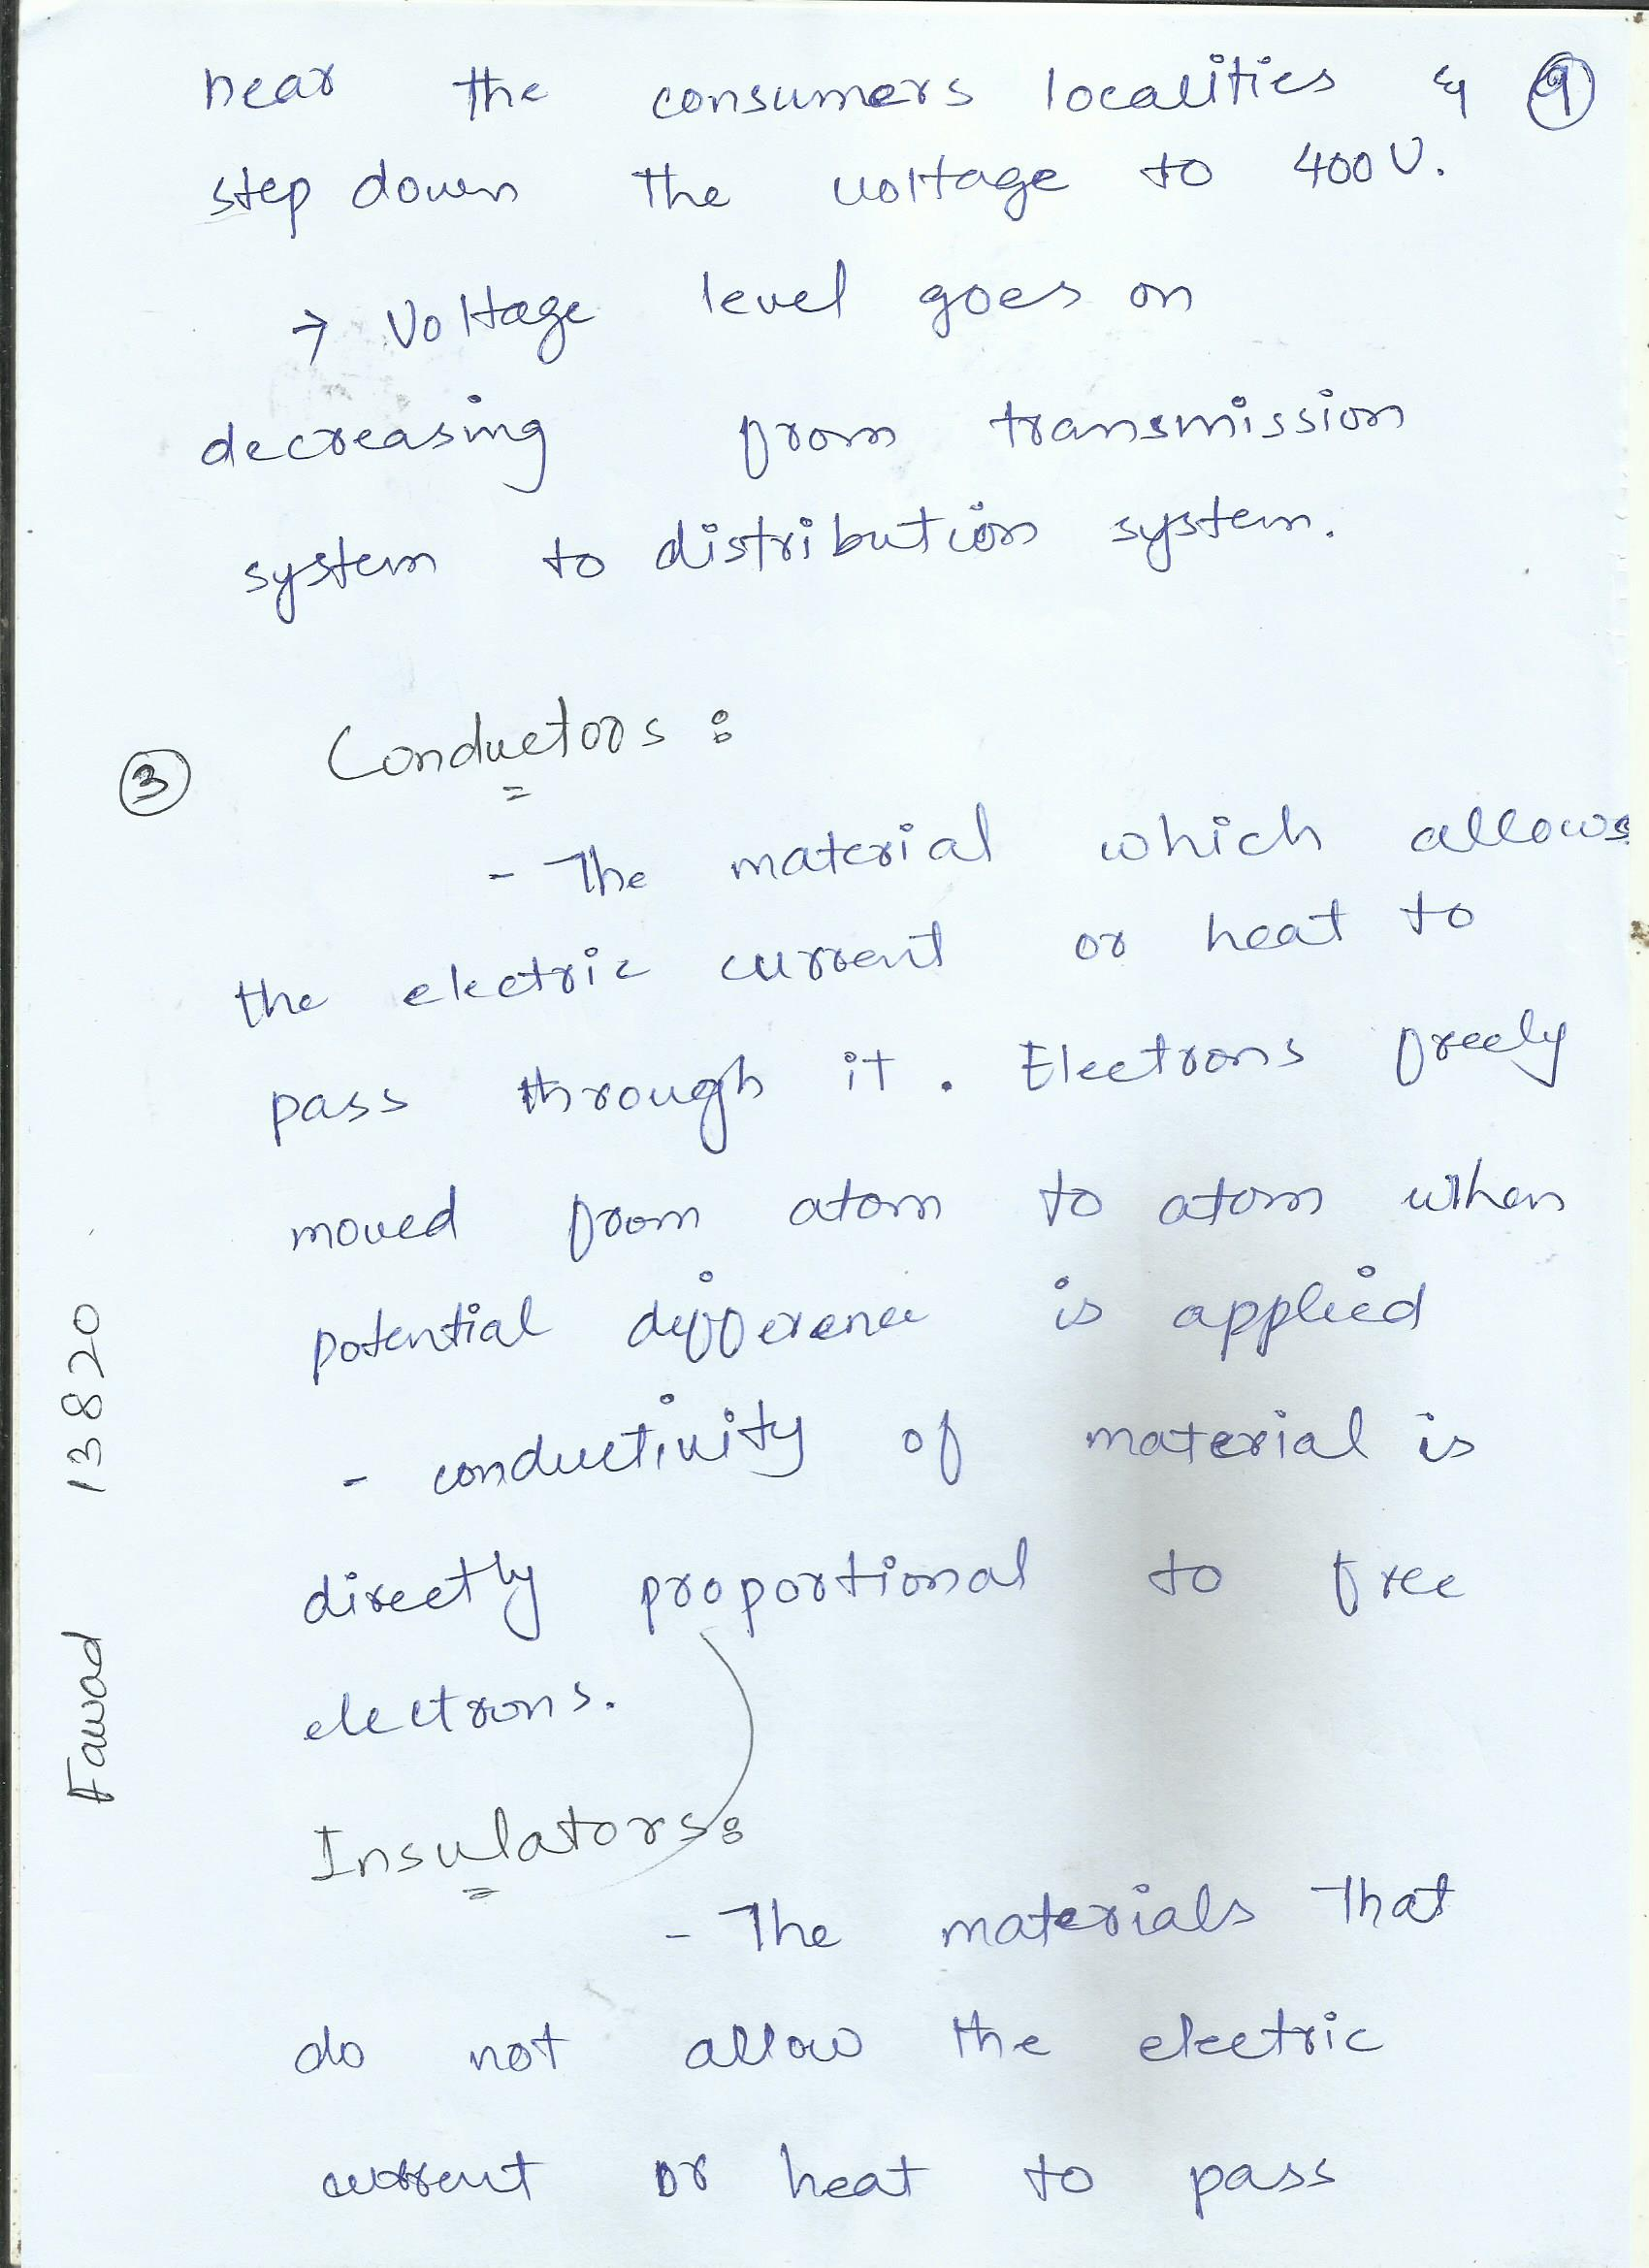 near the consumers localities & 9
step down the voltage to 400 V.
→ Voltage level goes on
decreasing from transmission
system to distribution system.
3 Conductors :
- The material which allows
the electric current or heat to
pass through it. Electrons freely
moved from atom to atom when
potential difference is applied
- conductivity of material is
directly proportional to free
electrons.
Insulators:
- The materials that
do not allow the electric
current or heat to pass
Fawad 13820